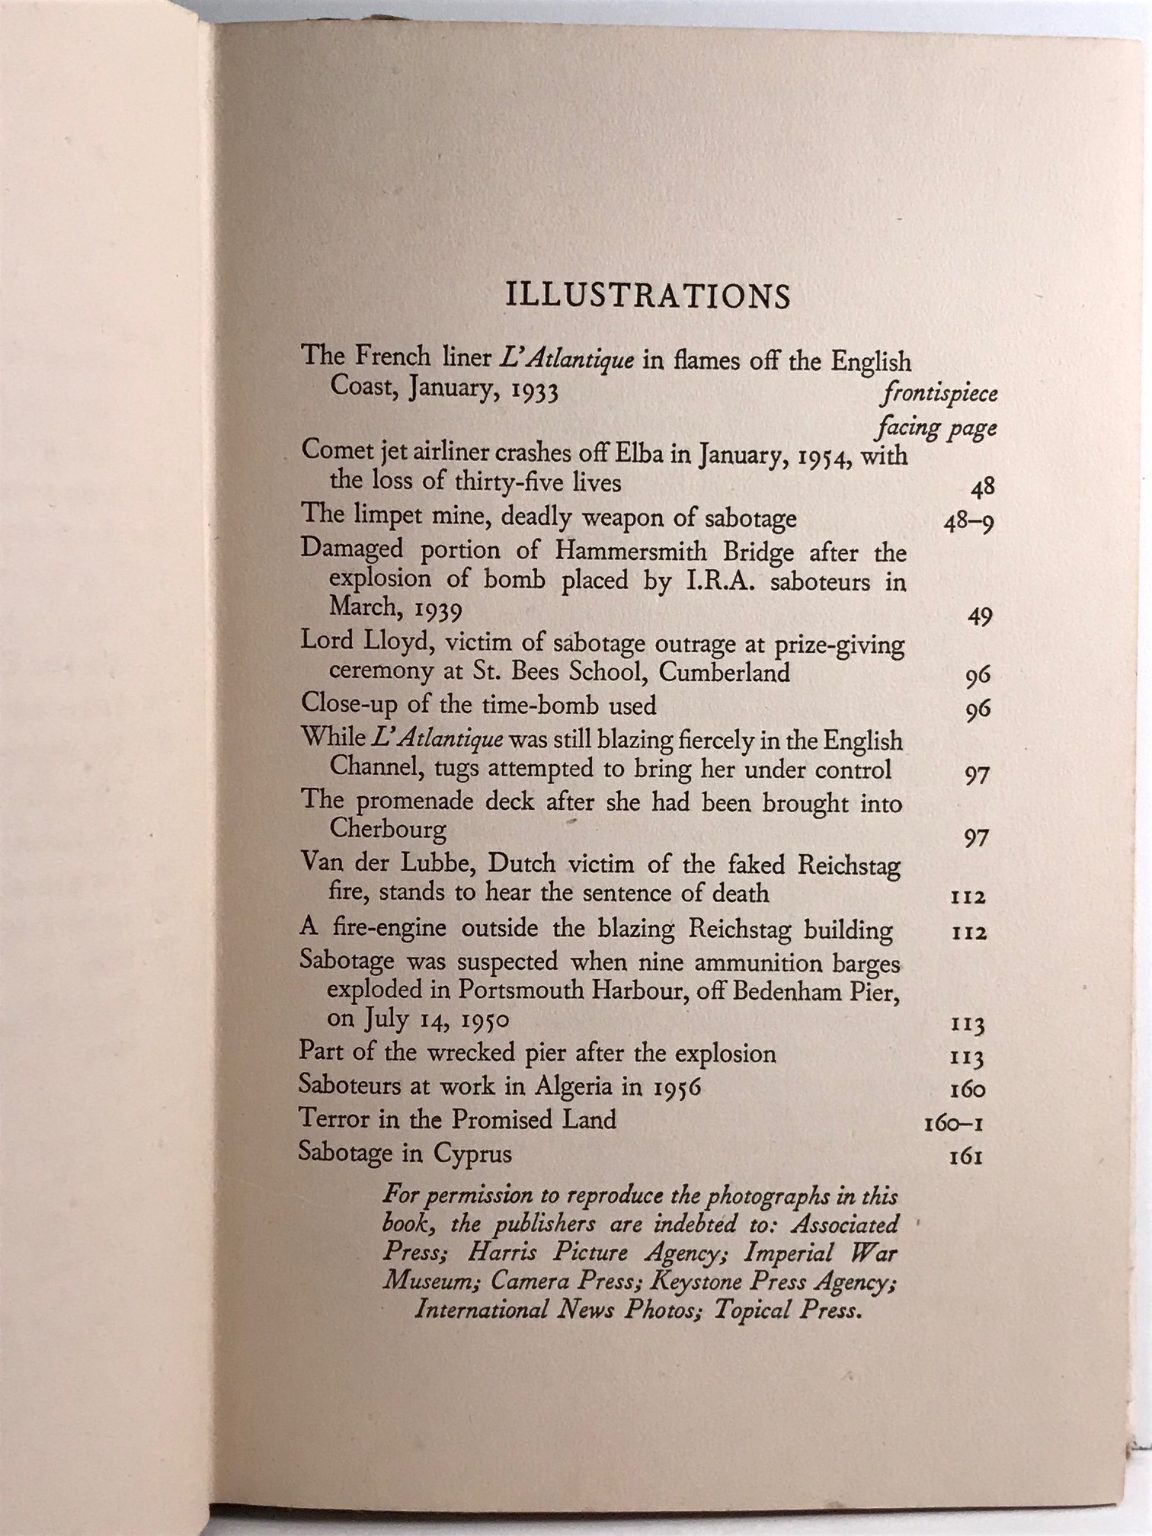 ILLUSTRATIONS
The French liner L'Atlantique in flames off the English
Coast, January, 1933 frontispiece
facing page
Comet jet airliner crashes off Elba in January, 1954, with
the loss of thirty-five lives 48
The limpet mine, deadly weapon of sabotage 48–9
Damaged portion of Hammersmith Bridge after the
explosion of bomb placed by I.R.A. saboteurs in
March, 1939 49
Lord Lloyd, victim of sabotage outrage at prize-giving
ceremony at St. Bees School, Cumberland 96
Close-up of the time-bomb used 96
While L'Atlantique was still blazing fiercely in the English
Channel, tugs attempted to bring her under control 97
The promenade deck after she had been brought into
Cherbourg 97
Van der Lubbe, Dutch victim of the faked Reichstag
fire, stands to hear the sentence of death 112
A fire-engine outside the blazing Reichstag building 112
Sabotage was suspected when nine ammunition barges
exploded in Portsmouth Harbour, off Bedenham Pier,
on July 14, 1950 113
Part of the wrecked pier after the explosion 113
Saboteurs at work in Algeria in 1956 160
Terror in the Promised Land 160–1
Sabotage in Cyprus 161
For permission to reproduce the photographs in this
book, the publishers are indebted to: Associated
Press; Harris Picture Agency; Imperial War
Museum; Camera Press; Keystone Press Agency;
International News Photos; Topical Press.